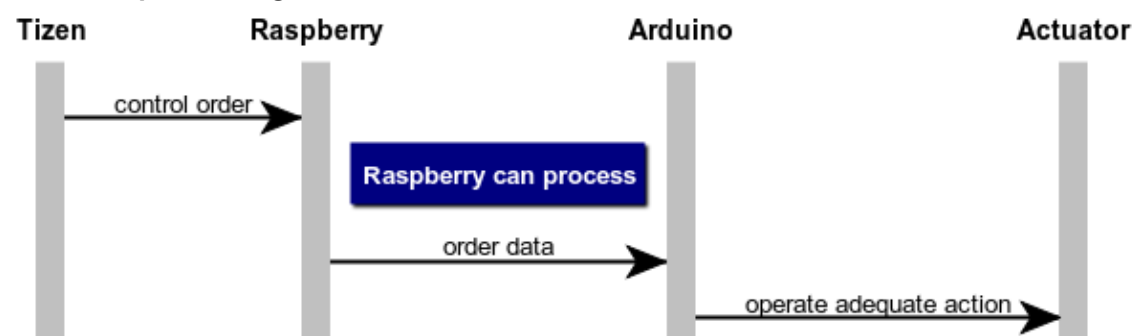 Tizen Raspberry Arduino Actuator
control order
Raspberry can process
order data
operate adequate action